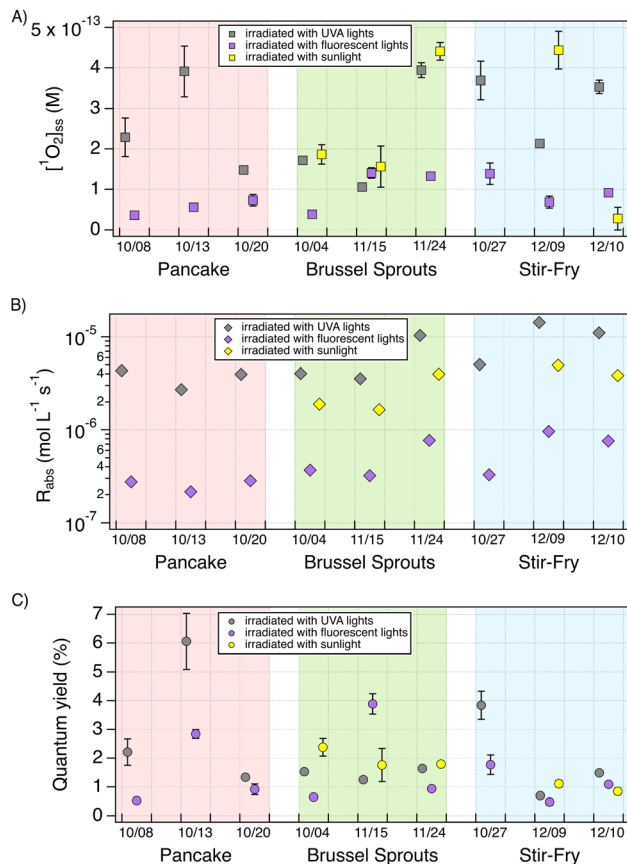 A)
5 x 10⁻¹³
4
3
2
1
0
[¹O₂]ss (M)
irradiated with UVA lights
irradiated with fluorescent lights
irradiated with sunlight
10/08 10/13 10/20 10/04 11/15 11/24 10/27 12/09 12/10
Pancake Brussel Sprouts Stir-Fry
B)
10⁻⁵
8
6
4
2
10⁻⁶
8
6
4
2
10⁻⁷
R_abs (mol L⁻¹ s⁻¹)
irradiated with UVA lights
irradiated with fluorescent lights
irradiated with sunlight
10/08 10/13 10/20 10/04 11/15 11/24 10/27 12/09 12/10
Pancake Brussel Sprouts Stir-Fry
C)
7
6
5
4
3
2
1
0
Quantum yield (%)
irradiated with UVA lights
irradiated with fluorescent lights
irradiated with sunlight
10/08 10/13 10/20 10/04 11/15 11/24 10/27 12/09 12/10
Pancake Brussel Sprouts Stir-Fry